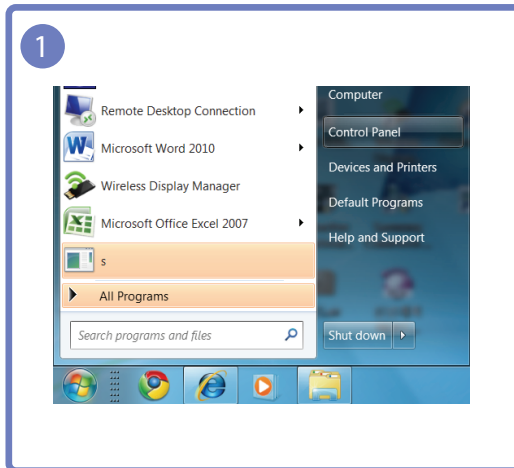 1
Remote Desktop Connection
Microsoft Word 2010
Wireless Display Manager
Microsoft Office Excel 2007
s
All Programs
Search programs and files
Computer
Control Panel
Devices and Printers
Default Programs
Help and Support
Shut down